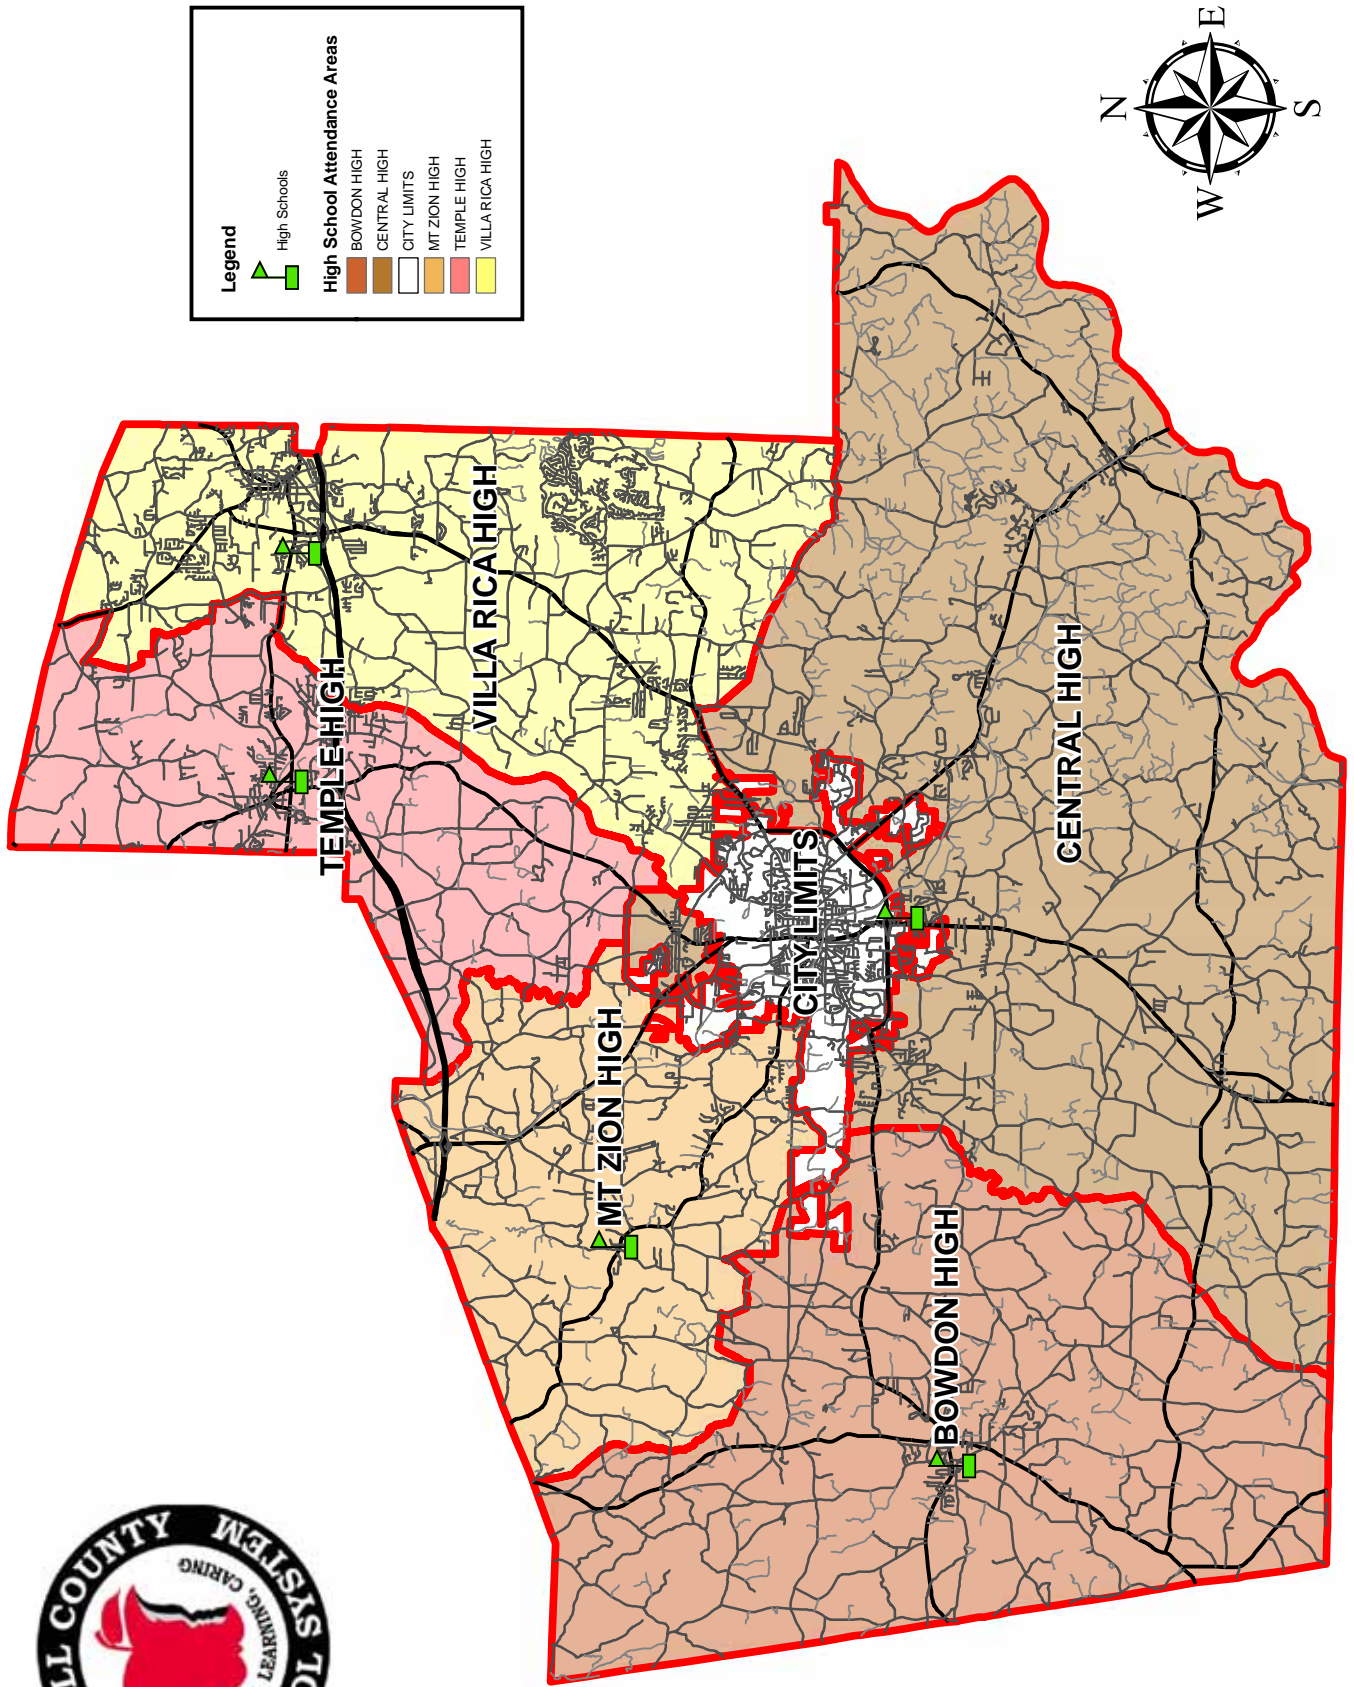 Legend
High Schools
High School Attendance Areas
BOWDON HIGH
CENTRAL HIGH
CITY LIMITS
MT ZION HIGH
TEMPLE HIGH
VILLA RICA HIGH
N
E
S
W
TEMPLE HIGH
VILLA RICA HIGH
MT ZION HIGH
CITY LIMITS
CENTRAL HIGH
BOWDON HIGH
COUNTY
SYSTEM
LEARNING, CARING